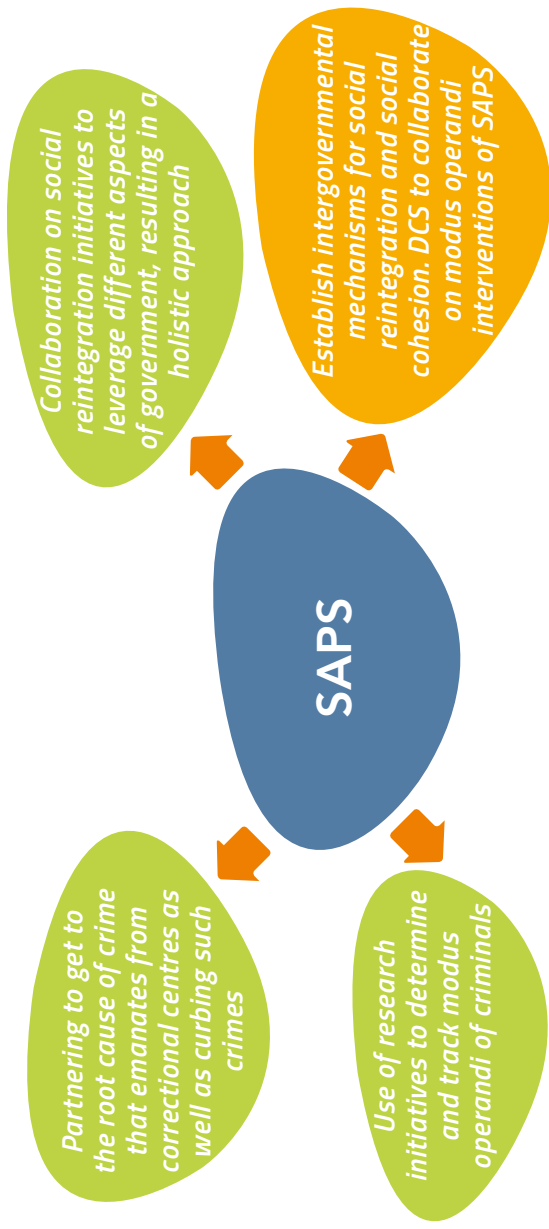 Partnering to get to
the root cause of crime
that emanates from
correctional centres as
well as curbing such
crimes
Collaboration on social
reintegration initiatives to
leverage different aspects
of government, resulting in a
holistic approach
SAPS
Use of research
initiatives to determine
and track modus
operandi of criminals
Establish intergovernmental
mechanisms for social
reintegration and social
cohesion. DCS to collaborate
on modus operandi
interventions of SAPS